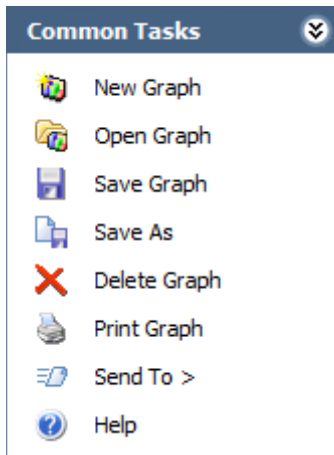 Common Tasks
New Graph
Open Graph
Save Graph
Save As
Delete Graph
Print Graph
Send To >
Help